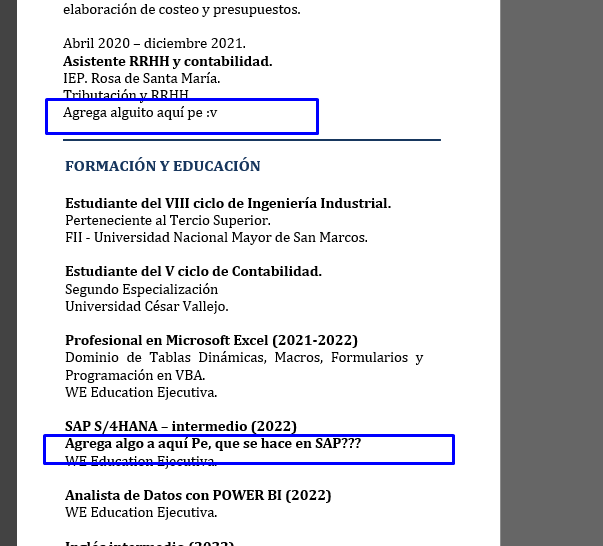 elaboración de costeo y presupuestos.
Abril 2020 – diciembre 2021.
Asistente RRHH y contabilidad.
IEP. Rosa de Santa María.
Tributación y RRHH
Agrega alguito aquí pe :v
FORMACIÓN Y EDUCACIÓN
Estudiante del VIII ciclo de Ingeniería Industrial.
Perteneciente al Tercio Superior.
FII - Universidad Nacional Mayor de San Marcos.
Estudiante del V ciclo de Contabilidad.
Segundo Especialización
Universidad César Vallejo.
Profesional en Microsoft Excel (2021-2022)
Dominio de Tablas Dinámicas, Macros, Formularios y
Programación en VBA.
WE Education Ejecutiva.
SAP S/4HANA – intermedio (2022)
Agrega algo a aquí Pe, que se hace en SAP???
WE Education Ejecutiva.
Analista de Datos con POWER BI (2022)
WE Education Ejecutiva.
Inglés intermedio (2022)